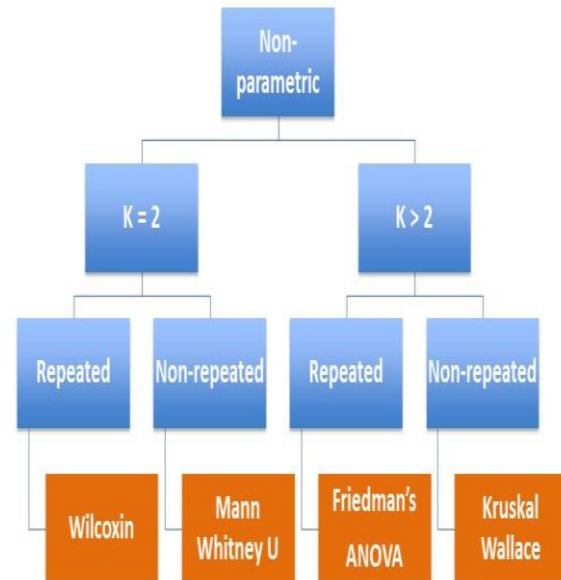 Non-
parametric
K = 2
K > 2
Repeated
Non-repeated
Repeated
Non-repeated
Wilcoxin
Mann
Whitney U
Friedman's
ANOVA
Kruskal
Wallace